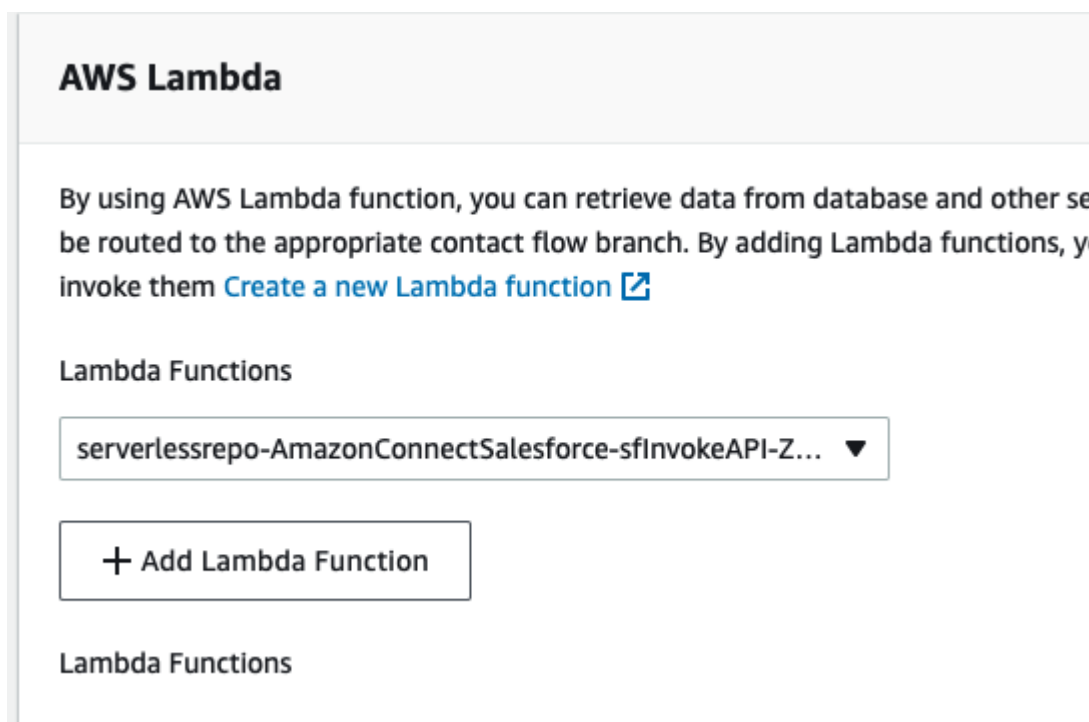 AWS Lambda
By using AWS Lambda function, you can retrieve data from database and other se
be routed to the appropriate contact flow branch. By adding Lambda functions, y
invoke them Create a new Lambda function
Lambda Functions
serverlessrepo-AmazonConnectSalesforce-sfInvokeAPI-Z...
+ Add Lambda Function
Lambda Functions